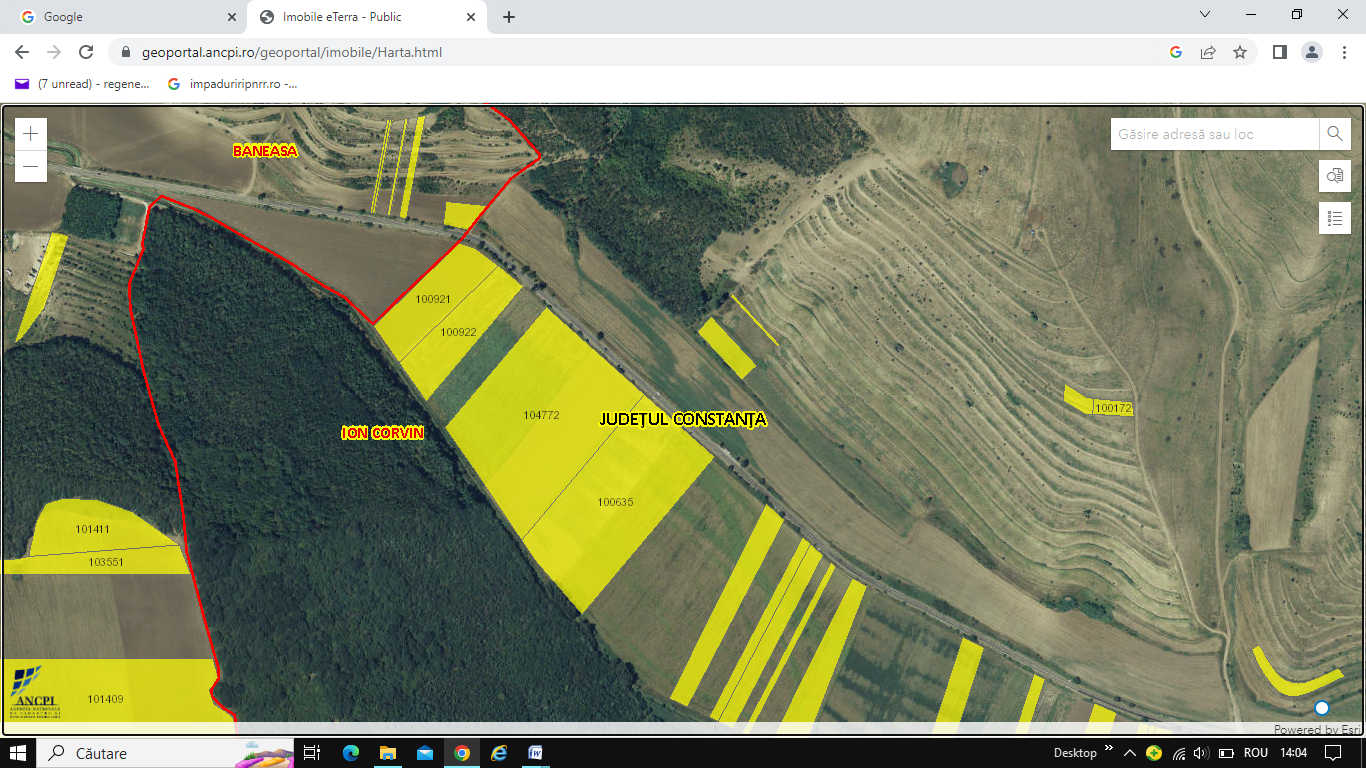 Google
Imobile eTerra - Public
geoportal.ancpi.ro/geoportal/imobile/Harta.html
(7 unread) - regene...
impaduriripnrr.ro -...
Găsire adresă sau loc
BANEASA
100921
100922
104772
JUDEŢUL CONSTANŢA
100172
ION CORVIN
100635
101411
103551
101409
ANCPI
Powered by Esri
Căutare
Desktop
ROU
14:04